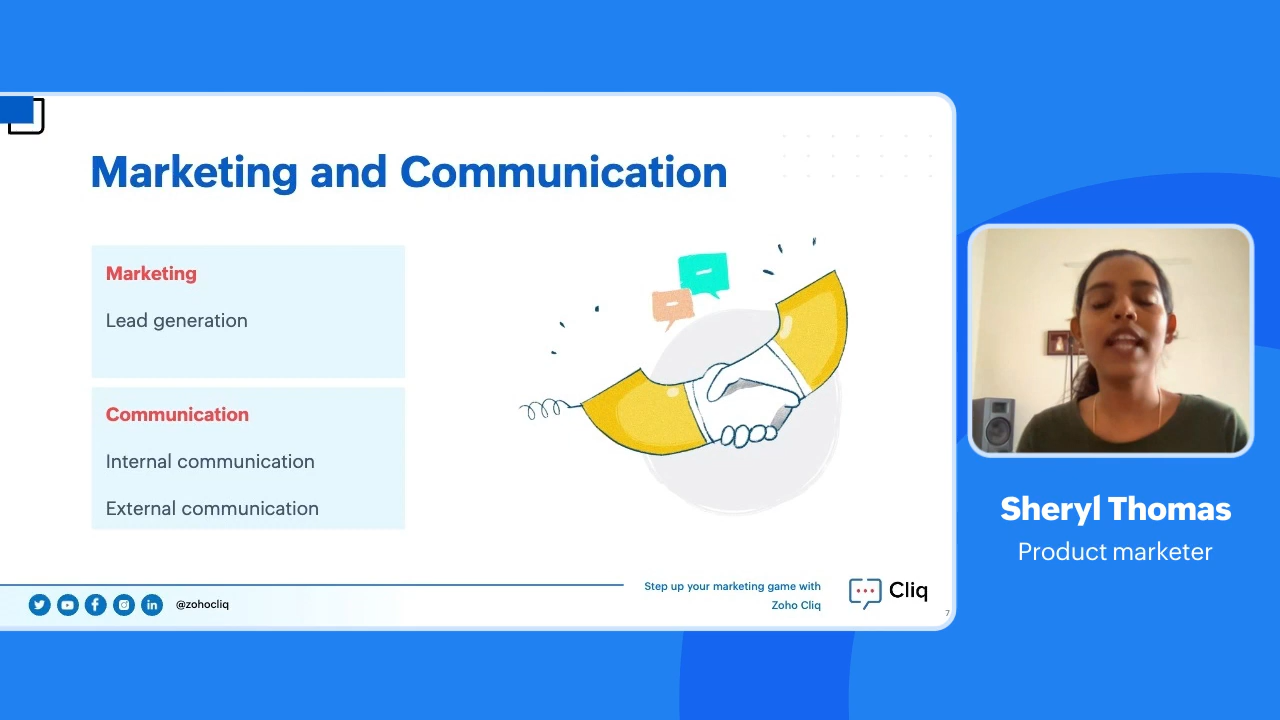 Marketing and Communication
Marketing
Lead generation
Communication
Internal communication
External communication
@zohocliq
Step up your marketing game with
Zoho Cliq
Cliq
7
Sheryl Thomas
Product marketer